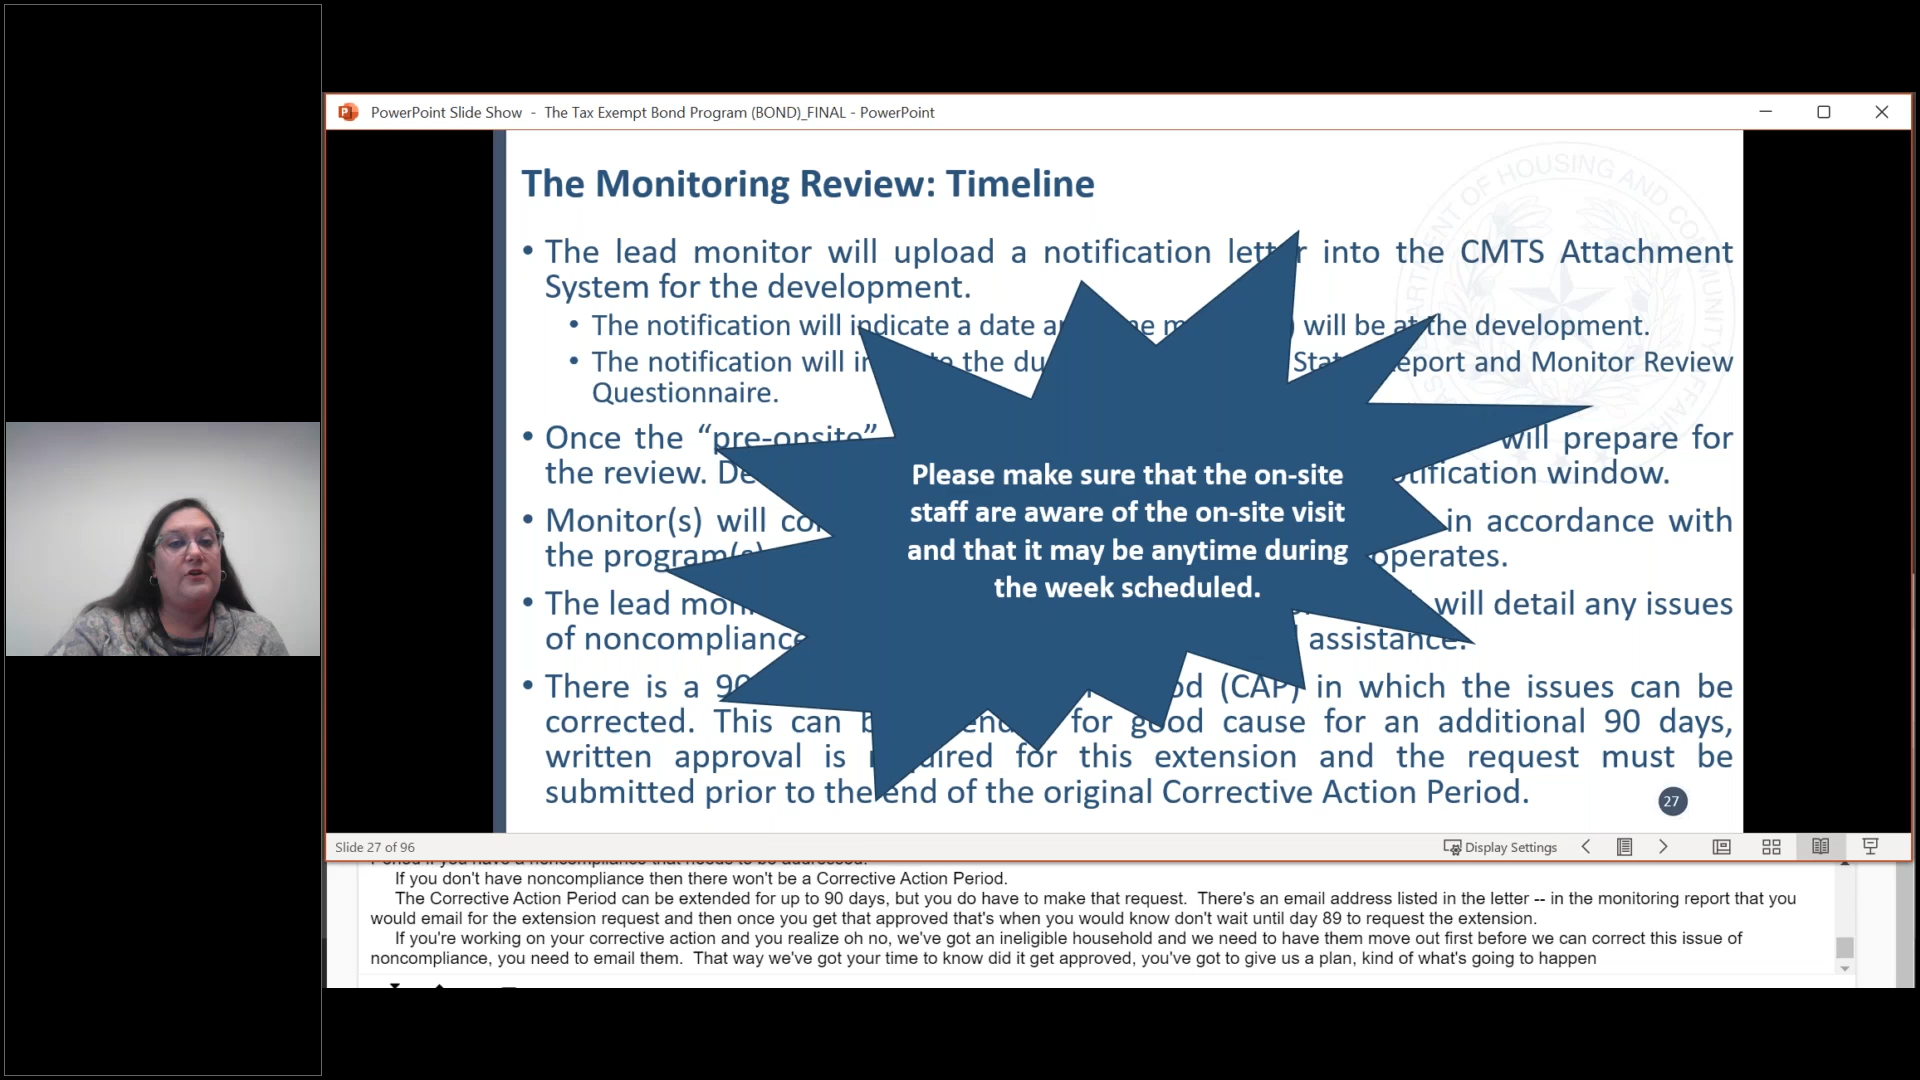 PowerPoint Slide Show - The Tax Exempt Bond Program (BOND)_FINAL - PowerPoint
The Monitoring Review: Timeline
• The lead monitor will upload a notification letter into the CMTS Attachment
System for the development.
• The notification will indicate a date will be at the development.
• The notification will the Report and Monitor Review
Questionnaire.
• Once the “pre-onsite” will prepare for
the review. notification window.
• Monitor(s) will in accordance with
the program(s) operates.
• The lead will detail any issues
of noncompliance assistance.
• There is a 90 (CAP) in which the issues can be
corrected. This can for good cause for an additional 90 days,
written approval is required for this extension and the request must be
submitted prior to the end of the original Corrective Action Period.
Please make sure that the on-site
staff are aware of the on-site visit
and that it may be anytime during
the week scheduled.
27
Slide 27 of 96
Display Settings
If you don't have noncompliance then there won't be a Corrective Action Period.
The Corrective Action Period can be extended for up to 90 days, but you do have to make that request. There's an email address listed in the letter -- in the monitoring report that you
would email for the extension request and then once you get that approved that's when you would know don't wait until day 89 to request the extension.
If you're working on your corrective action and you realize oh no, we've got an ineligible household and we need to have them move out first before we can correct this issue of
noncompliance, you need to email them. That way we've got your time to know did it get approved, you've got to give us a plan, kind of what's going to happen